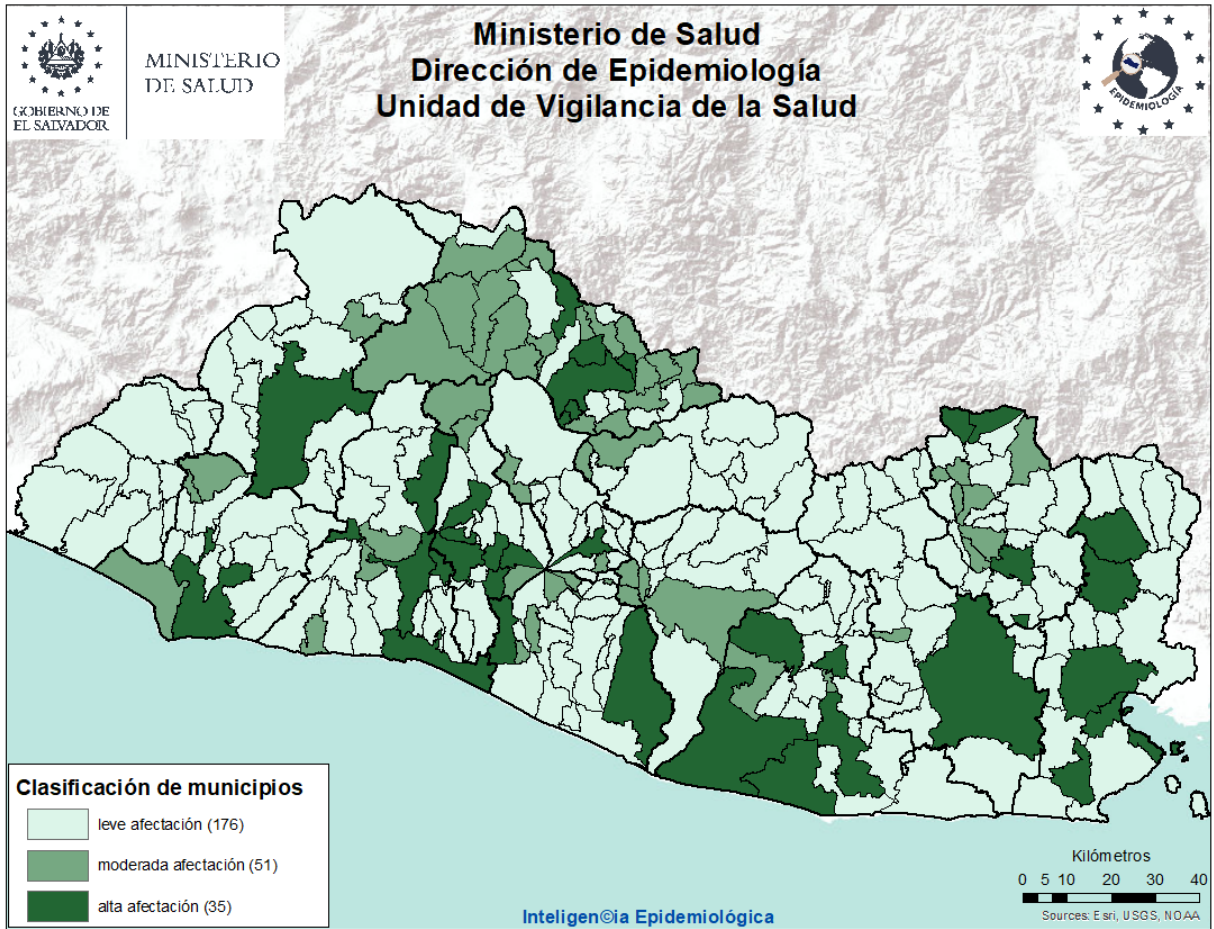 Ministerio de Salud
Dirección de Epidemiología
Unidad de Vigilancia de la Salud
GOBIERNO DE
EL SALVADOR
MINISTERIO
DE SALUD
EPIDEMIOLOGÍA
Clasificación de municipios
leve afectación (176)
moderada afectación (51)
alta afectación (35)
Inteligen©ia Epidemiológica
Kilómetros
0 5 10 20 30 40
Sources: Esri, USGS, NOAA